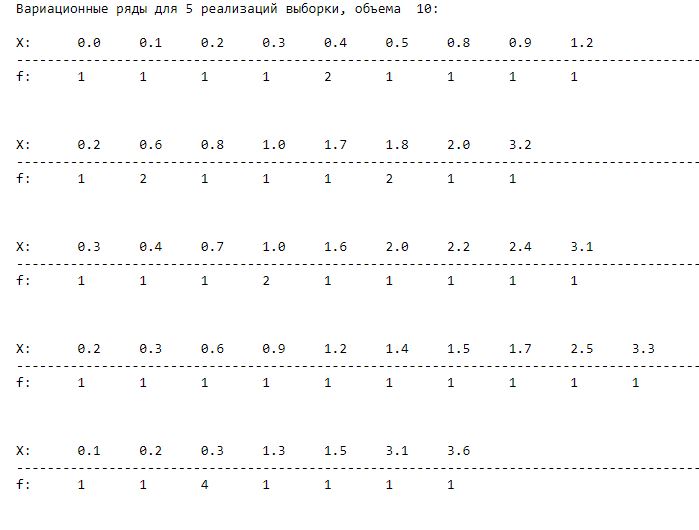 Вариационные ряды для 5 реализаций выборки, объема  10:
X:      0.0     0.1     0.2     0.3     0.4     0.5     0.8     0.9     1.2
f:      1       1       1       1       2       1       1       1       1
X:      0.2     0.6     0.8     1.0     1.7     1.8     2.0     3.2
f:      1       2       1       1       1       2       1       1
X:      0.3     0.4     0.7     1.0     1.6     2.0     2.2     2.4     3.1
f:      1       1       1       2       1       1       1       1       1
X:      0.2     0.3     0.6     0.9     1.2     1.4     1.5     1.7     2.5     3.3
f:      1       1       1       1       1       1       1       1       1       1
X:      0.1     0.2     0.3     1.3     1.5     3.1     3.6
f:      1       1       4       1       1       1       1